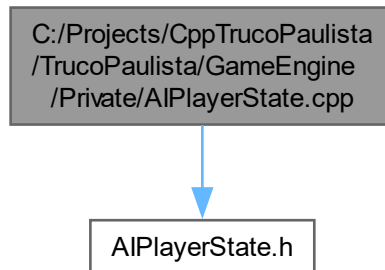 C:/Projects/CppTrucoPaulista
/TrucoPaulista/GameEngine
/Private/AIPlayerState.cpp
AIPlayerState.h